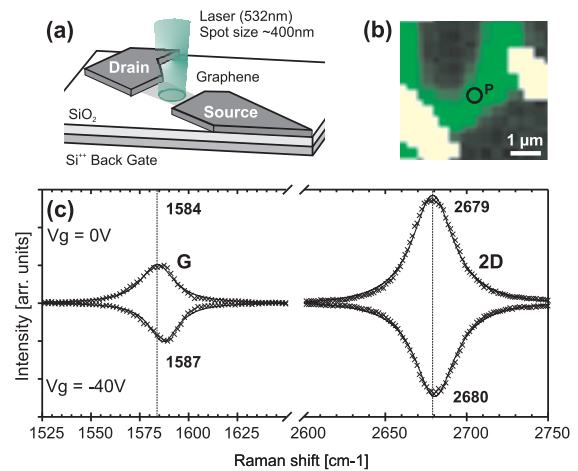 (a)
Laser (532nm)
Spot size ~400nm
Drain
Graphene
Source
SiO₂
Si⁺⁺ Back Gate
(b)
P
1 µm
(c)
1584
2679
Vg = 0V
G
2D
Intensity [arr. units]
1587
2680
Vg = -40V
1525 1550 1575 1600 1625 2600 2650 2700 2750
Raman shift [cm-1]